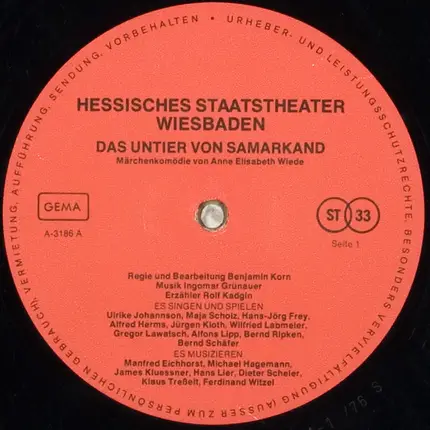 URHEBER- UND LEISTUNGSSCHUTZRECHTE, BESONDERS VERVIELFÄLTIGUNG (AUSSER ZUM PERSÖNLICHEN GEBRAUCH), VERMIETUNG, AUFFÜHRUNG, SENDUNG, VORBEHALTEN •
HESSISCHES STAATSTHEATER
WIESBADEN
DAS UNTIER VON SAMARKAND
Märchenkomödie von Anne Elisabeth Wiede
GEMA
ST 33
A-3186 A
Seite 1
Regie und Bearbeitung Benjamin Korn
Musik Ingomar Grünauer
Erzähler Rolf Kadgin
ES SINGEN UND SPIELEN
Ulrike Johannson, Maja Scholz, Hans-Jörg Frey,
Alfred Herms, Jürgen Kloth, Wilfried Labmeier,
Gregor Lawatsch, Alfons Lipp, Bernd Ripken,
Bernd Schäfer
ES MUSIZIEREN
Manfred Eichhorst, Michael Hagemann,
James Kluessner, Hans Lier, Dieter Scheler,
Klaus Treßelt, Ferdinand Witzel